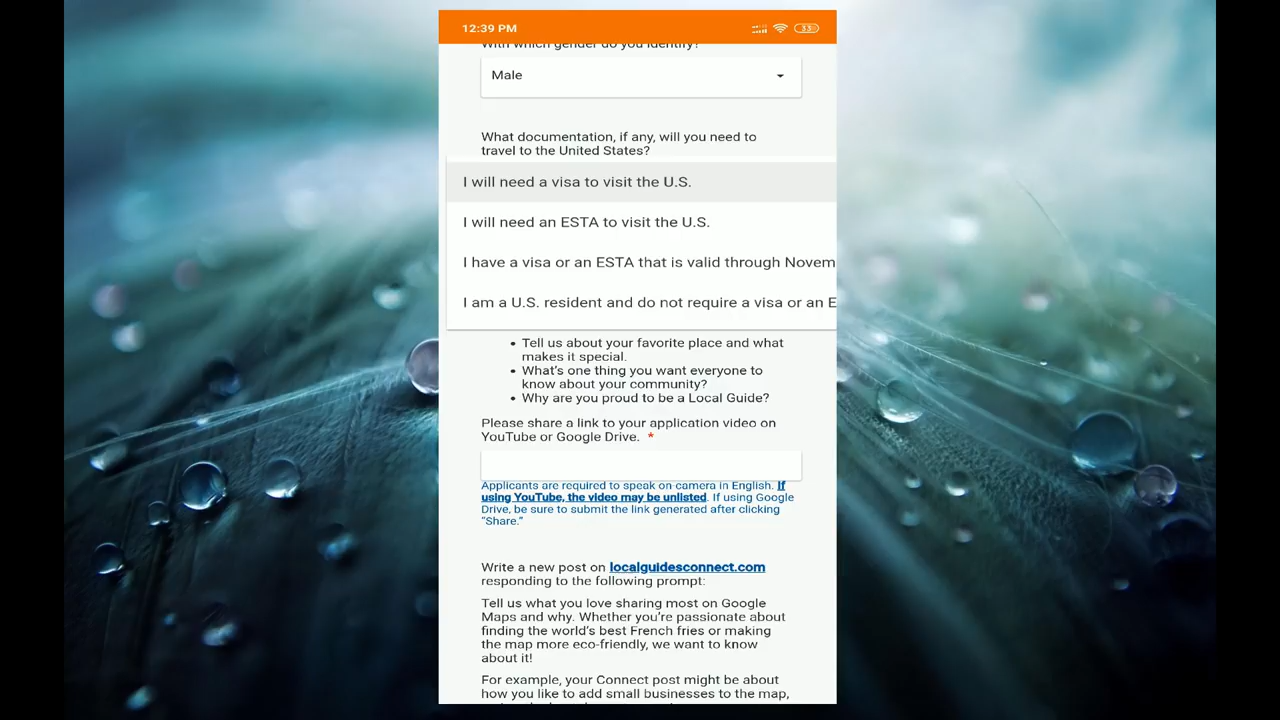 12:39 PM
33
With which gender do you identify?
Male
What documentation, if any, will you need to
travel to the United States?
I will need a visa to visit the U.S.
I will need an ESTA to visit the U.S.
I have a visa or an ESTA that is valid through Novem
I am a U.S. resident and do not require a visa or an E
• Tell us about your favorite place and what
makes it special.
• What's one thing you want everyone to
know about your community?
• Why are you proud to be a Local Guide?
Please share a link to your application video on
YouTube or Google Drive. *
Applicants are required to speak on-camera in English. If
using YouTube, the video may be unlisted. If using Google
Drive, be sure to submit the link generated after clicking
“Share.”
Write a new post on localguidesconnect.com
responding to the following prompt:
Tell us what you love sharing most on Google
Maps and why. Whether you're passionate about
finding the world's best French fries or making
the map more eco-friendly, we want to know
about it!
For example, your Connect post might be about
how you like to add small businesses to the map,